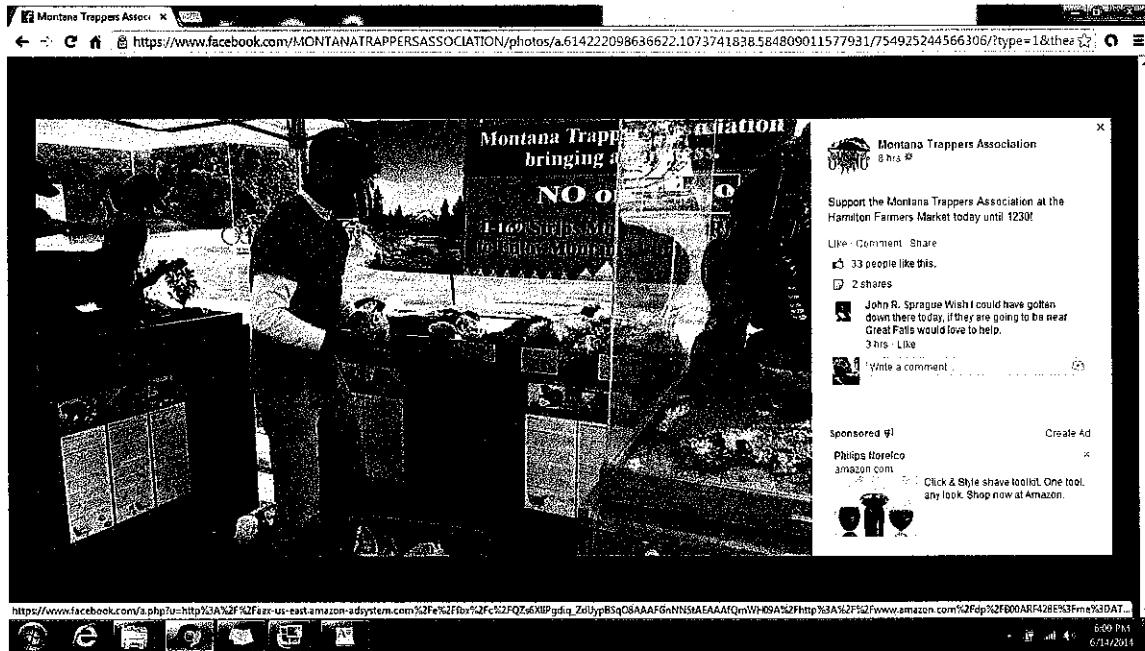 Montana Trappers Associ ×
https://www.facebook.com/MONTANATRAPPERSASSOCIATION/photos/a.614222098636622.1073741838.584809011577931/754925244566306/?type=1&thea
Montana Trapp
bringing a
NO o
I-169
Montana Trappers Association
8 hrs
Support the Montana Trappers Association at the
Hamilton Farmers Market today until 1230!
Like · Comment · Share
33 people like this.
2 shares
John R. Sprague Wish I could have gotten
down there today, if they are going to be near
Great Falls would love to help.
3 hrs · Like
Write a comment...
Sponsored
Create Ad
Philips Norelco
amazon.com
Click & Style shave toolkit. One tool,
any look. Shop now at Amazon.
6:00 PM
6/14/2014